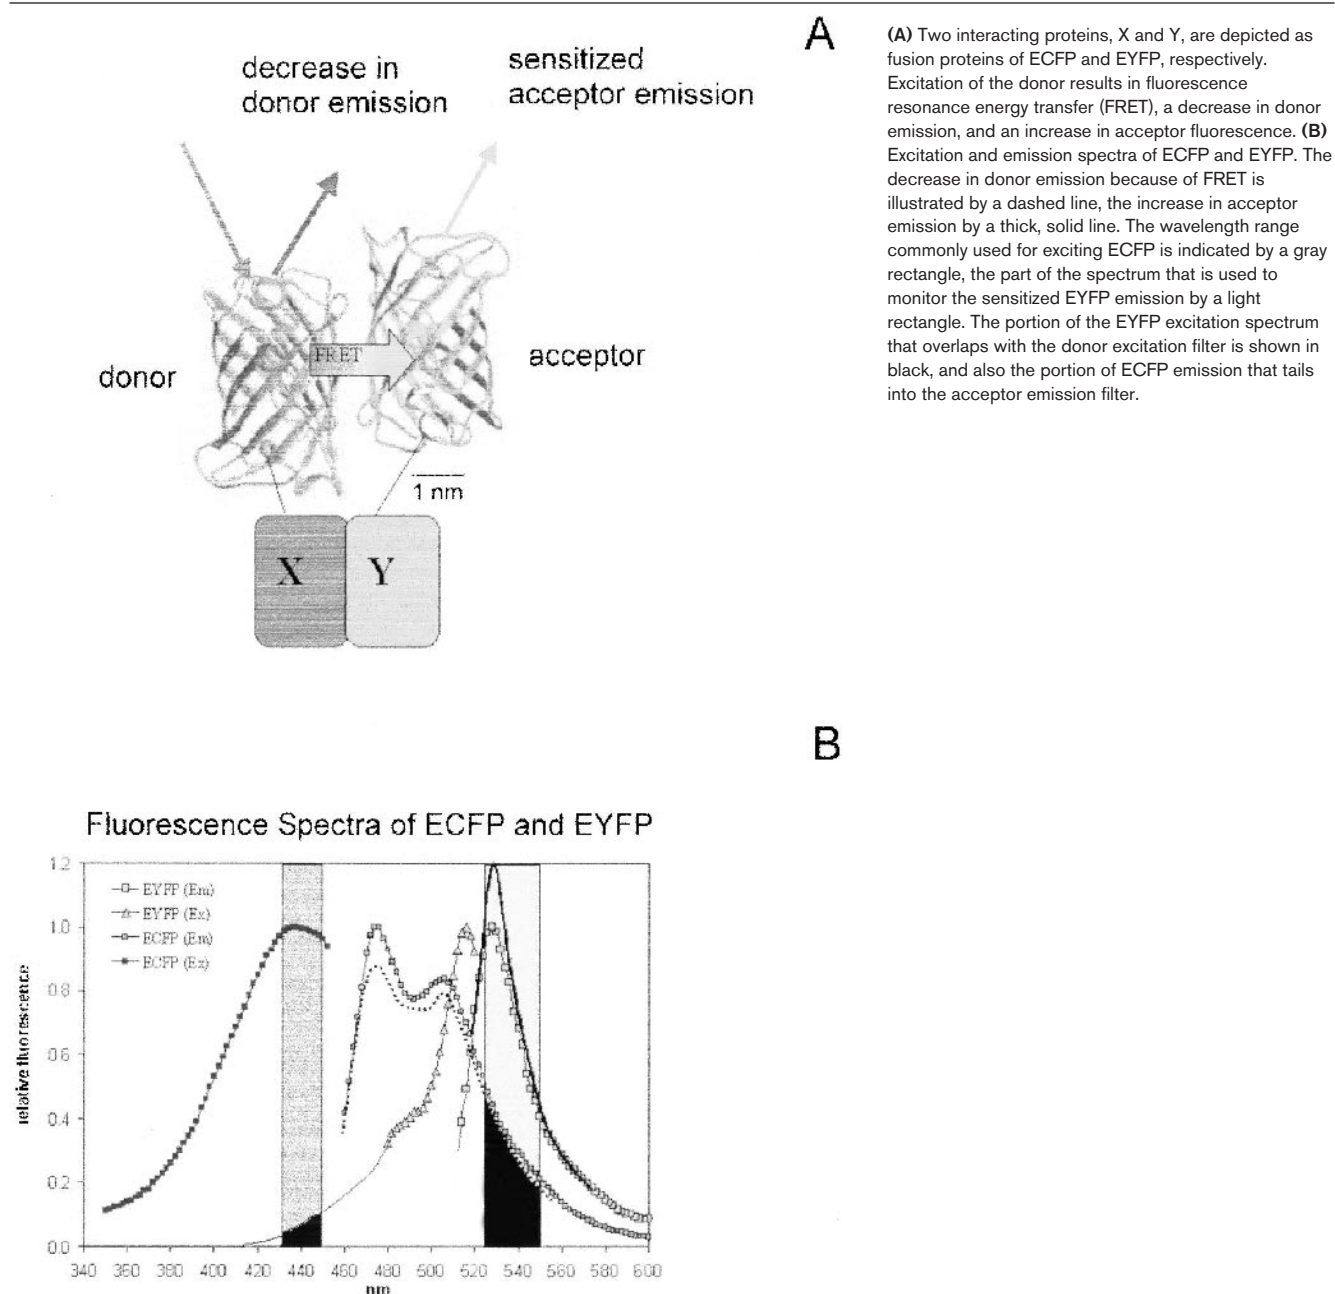 A
(A) Two interacting proteins, X and Y, are depicted as
fusion proteins of ECFP and EYFP, respectively.
Excitation of the donor results in fluorescence
resonance energy transfer (FRET), a decrease in donor
emission, and an increase in acceptor fluorescence. (B)
Excitation and emission spectra of ECFP and EYFP. The
decrease in donor emission because of FRET is
illustrated by a dashed line, the increase in acceptor
emission by a thick, solid line. The wavelength range
commonly used for exciting ECFP is indicated by a gray
rectangle, the part of the spectrum that is used to
monitor the sensitized EYFP emission by a light
rectangle. The portion of the EYFP excitation spectrum
that overlaps with the donor excitation filter is shown in
black, and also the portion of ECFP emission that tails
into the acceptor emission filter.
decrease in
donor emission
sensitized
acceptor emission
donor
FRET
acceptor
1 nm
X Y
B
Fluorescence Spectra of ECFP and EYFP
EYFP (Em)
EYFP (Ex)
ECFP (Em)
ECFP (Ex)
relative fluorescence
1.2
1.0
0.8
0.6
0.4
0.2
0.0
340 360 380 400 420 440 460 480 500 520 540 560 580 600
nm